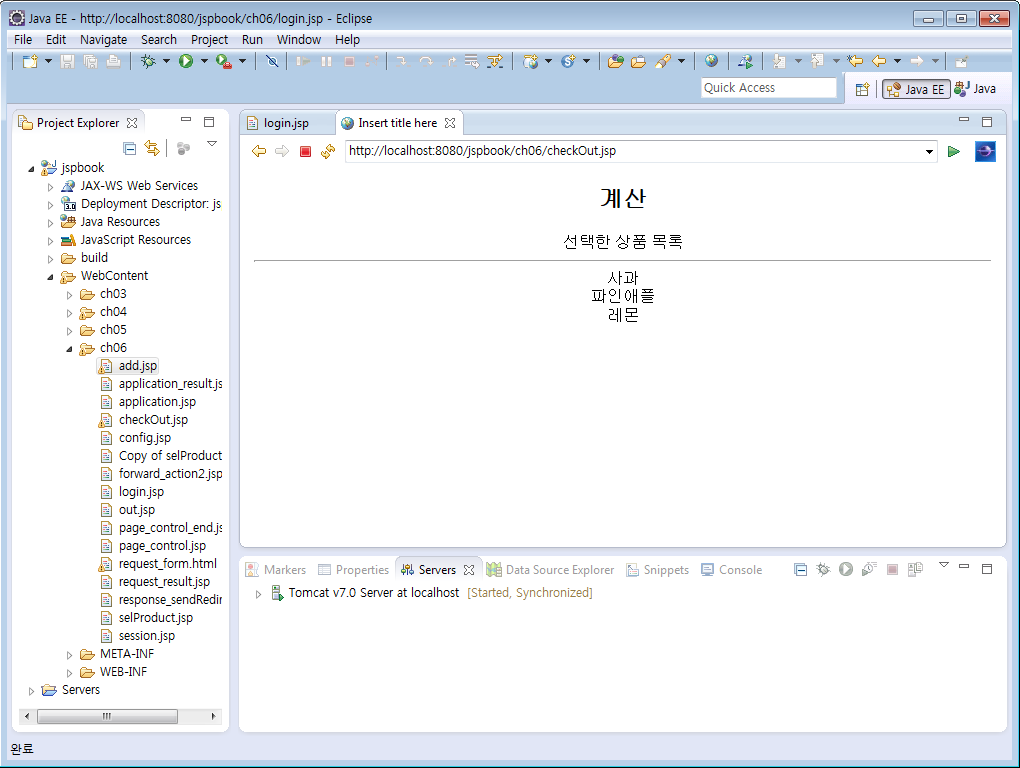 Java EE - http://localhost:8080/jspbook/ch06/login.jsp - Eclipse
File Edit Navigate Search Project Run Window Help
Quick Access
Java EE
Java
Project Explorer
jspbook
JAX-WS Web Services
Deployment Descriptor: js
Java Resources
JavaScript Resources
build
WebContent
ch03
ch04
ch05
ch06
add.jsp
application_result.js
application.jsp
checkOut.jsp
config.jsp
Copy of selProduct
forward_action2.jsp
login.jsp
out.jsp
page_control_end.js
page_control.jsp
request_form.html
request_result.jsp
response_sendRedir
selProduct.jsp
session.jsp
META-INF
WEB-INF
Servers
login.jsp
Insert title here
http://localhost:8080/jspbook/ch06/checkOut.jsp
계산
선택한 상품 목록
사과
파인애플
레몬
Markers Properties Servers Data Source Explorer Snippets Console
Tomcat v7.0 Server at localhost [Started, Synchronized]
완료